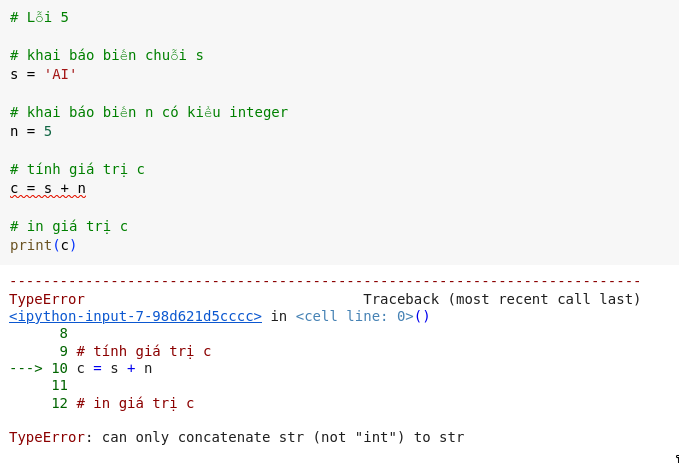 # Lỗi 5
# khai báo biến chuỗi s
s = 'AI'
# khai báo biến n có kiểu integer
n = 5
# tính giá trị c
c = s + n
# in giá trị c
print(c)
---------------------------------------------------------------------------
TypeError                                 Traceback (most recent call last)
<ipython-input-7-98d621d5cccc> in <cell line: 0>()
      8
      9 # tính giá trị c
---> 10 c = s + n
     11
     12 # in giá trị c
TypeError: can only concatenate str (not "int") to str